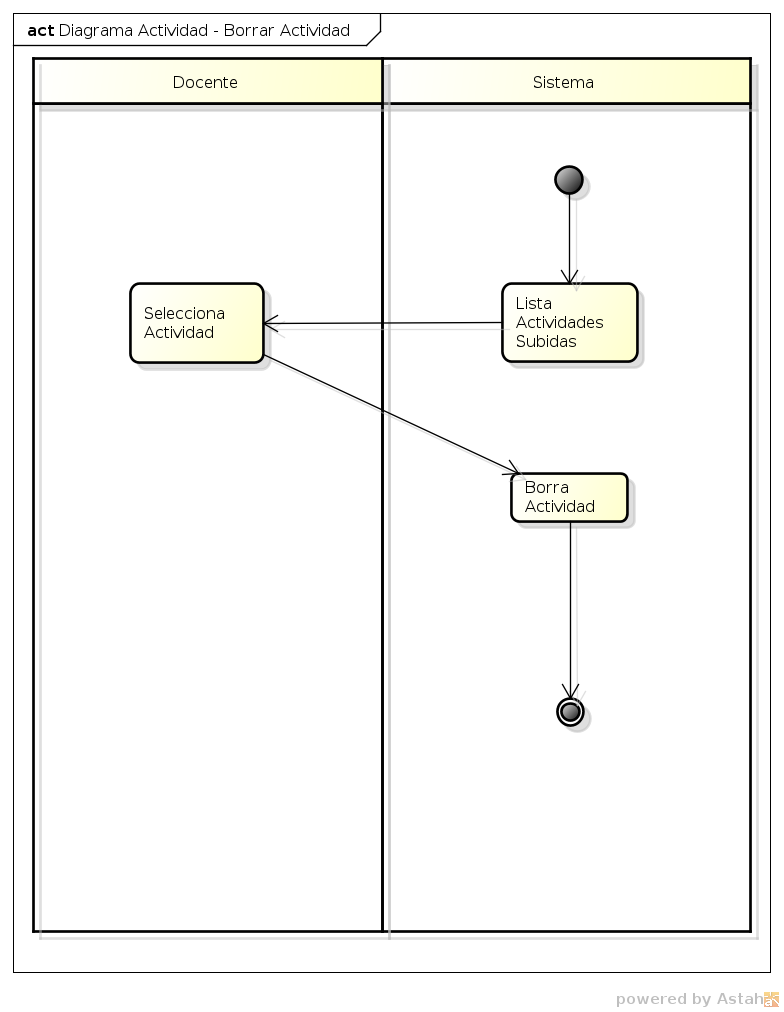 act Diagrama Actividad - Borrar Actividad
Docente
Sistema
Lista
Actividades
Subidas
Selecciona
Actividad
Borra
Actividad
powered by Astah